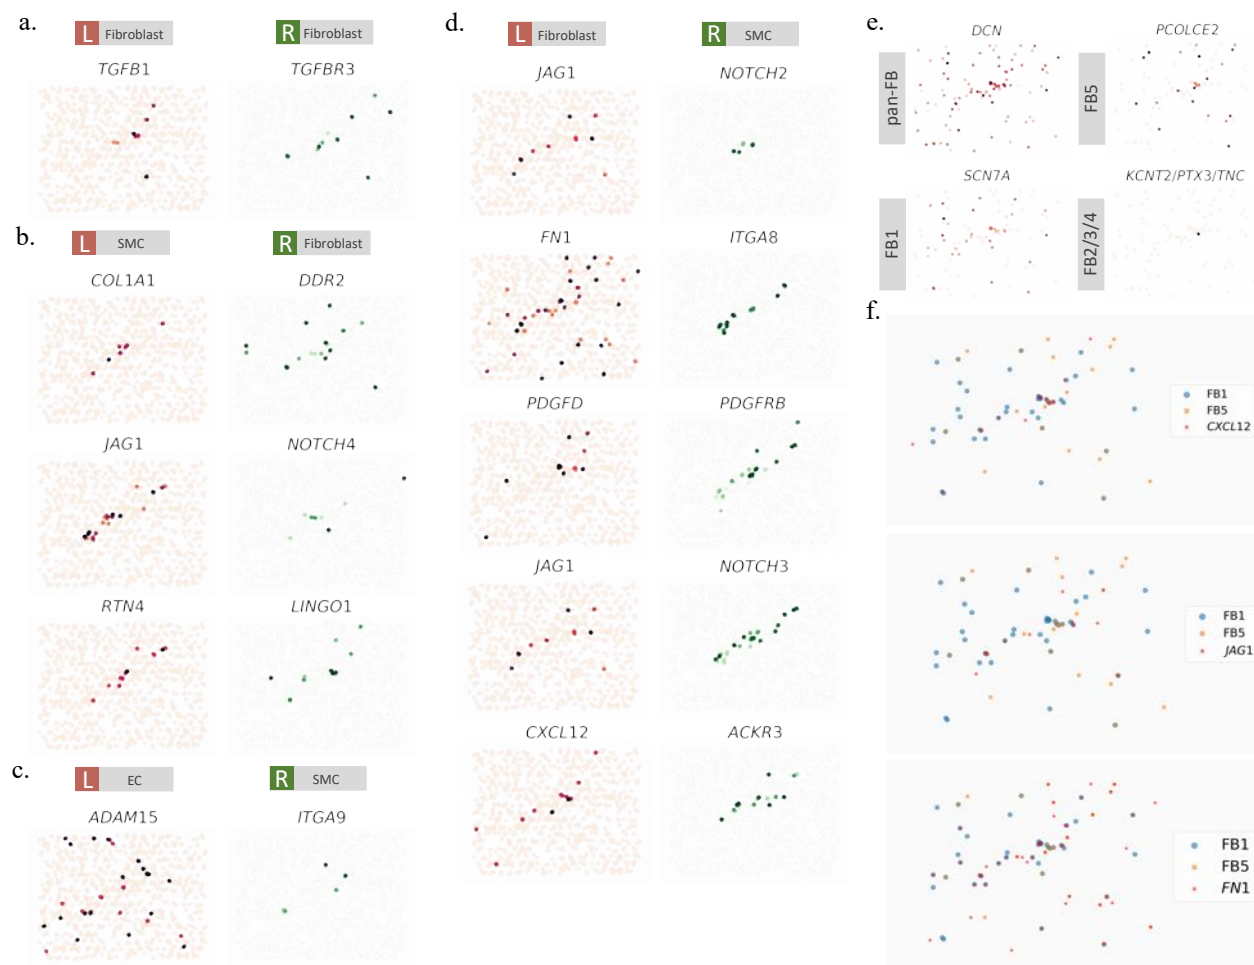 a.
L Fibroblast
R Fibroblast
TGFB1
TGFBR3
b.
L SMC
R Fibroblast
COL1A1
DDR2
JAG1
NOTCH4
RTN4
LINGO1
c.
L EC
R SMC
ADAM15
ITGA9
d.
L Fibroblast
R SMC
JAG1
NOTCH2
FN1
ITGA8
PDGFD
PDGFRB
JAG1
NOTCH3
CXCL12
ACKR3
e.
pan-FB
DCN
FB5
PCOLCE2
FB1
SCN7A
FB2/3/4
KCNT2/PTX3/TNC
f.
FB1
FB5
CXCL12
FB1
FB5
JAG1
FB1
FB5
FN1